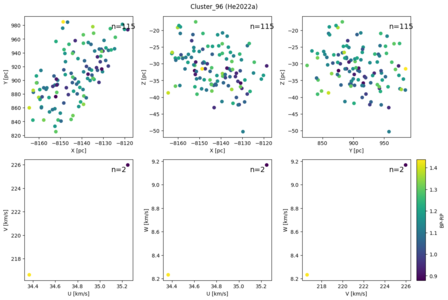 Cluster_96 (He2022a)
n=115
n=115
n=115
980
960
940
920
900
880
860
840
820
Y [pc]
−8160 −8150 −8140 −8130 −8120
X [pc]
−20
−25
−30
−35
−40
−45
−50
Z [pc]
−8160 −8150 −8140 −8130 −8120
X [pc]
−20
−25
−30
−35
−40
−45
−50
Z [pc]
850 900 950
Y [pc]
n=2
n=2
n=2
226
224
222
220
218
V [km/s]
34.4 34.6 34.8 35.0 35.2
U [km/s]
9.2
9.0
8.8
8.6
8.4
8.2
W [km/s]
34.4 34.6 34.8 35.0 35.2
U [km/s]
9.2
9.0
8.8
8.6
8.4
8.2
W [km/s]
218 220 222 224 226
V [km/s]
1.4
1.3
1.2
1.1
1.0
0.9
BP-RP